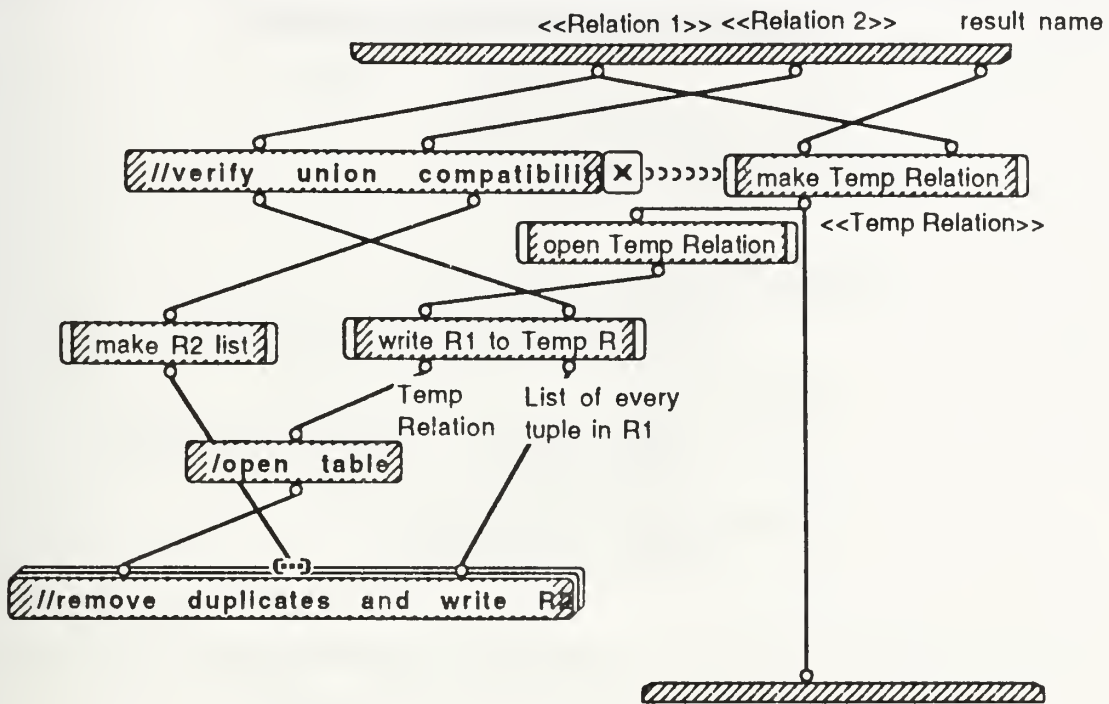 <<Relation 1>> <<Relation 2>> result name
//verify union compatibili
make Temp Relation
<<Temp Relation>>
open Temp Relation
make R2 list
write R1 to Temp R
Temp
Relation
List of every
tuple in R1
/open table
//remove duplicates and write R2